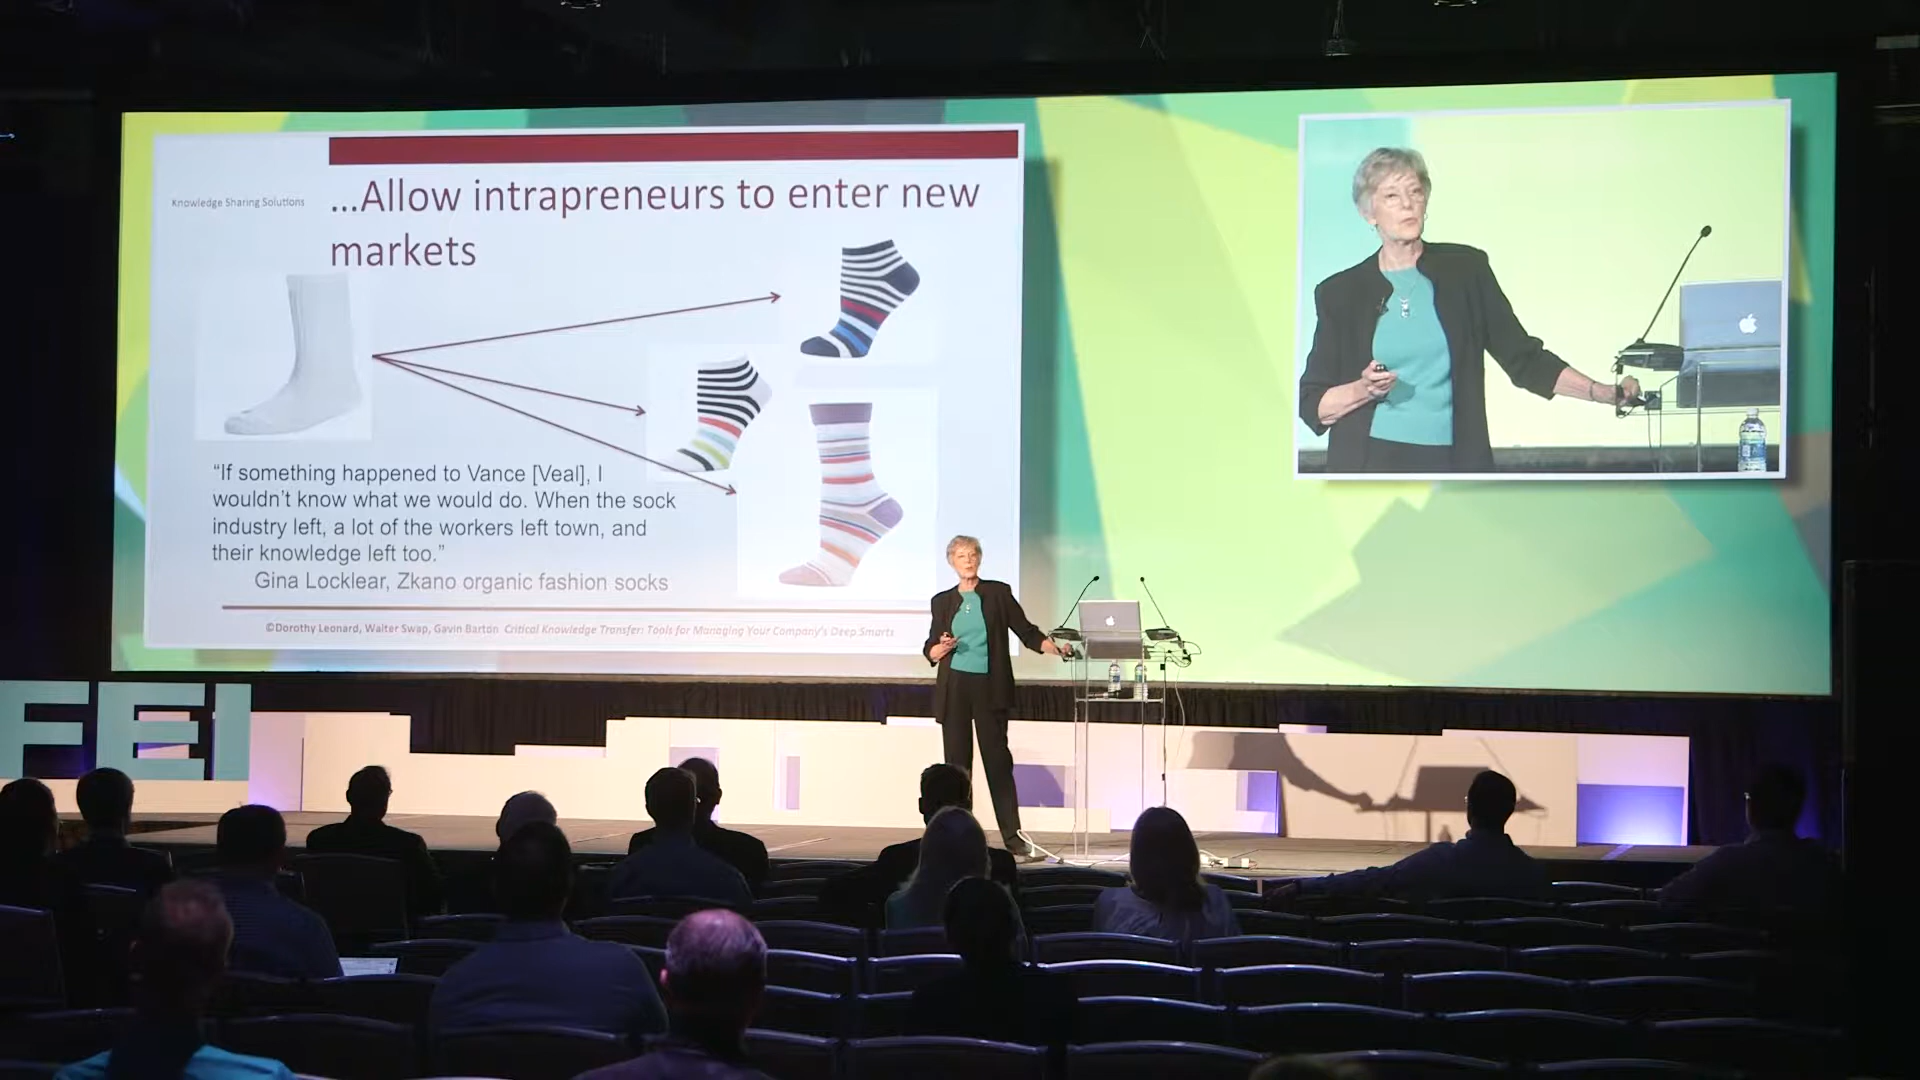 Knowledge Sharing Solutions
...Allow intrapreneurs to enter new
markets
“If something happened to Vance [Veal], I
wouldn’t know what we would do. When the sock
industry left, a lot of the workers left town, and
their knowledge left too.”
Gina Locklear, Zkano organic fashion socks
©Dorothy Leonard, Walter Swap, Gavin Barton Critical Knowledge Transfer: Tools for Managing Your Company's Deep Smarts
FEI